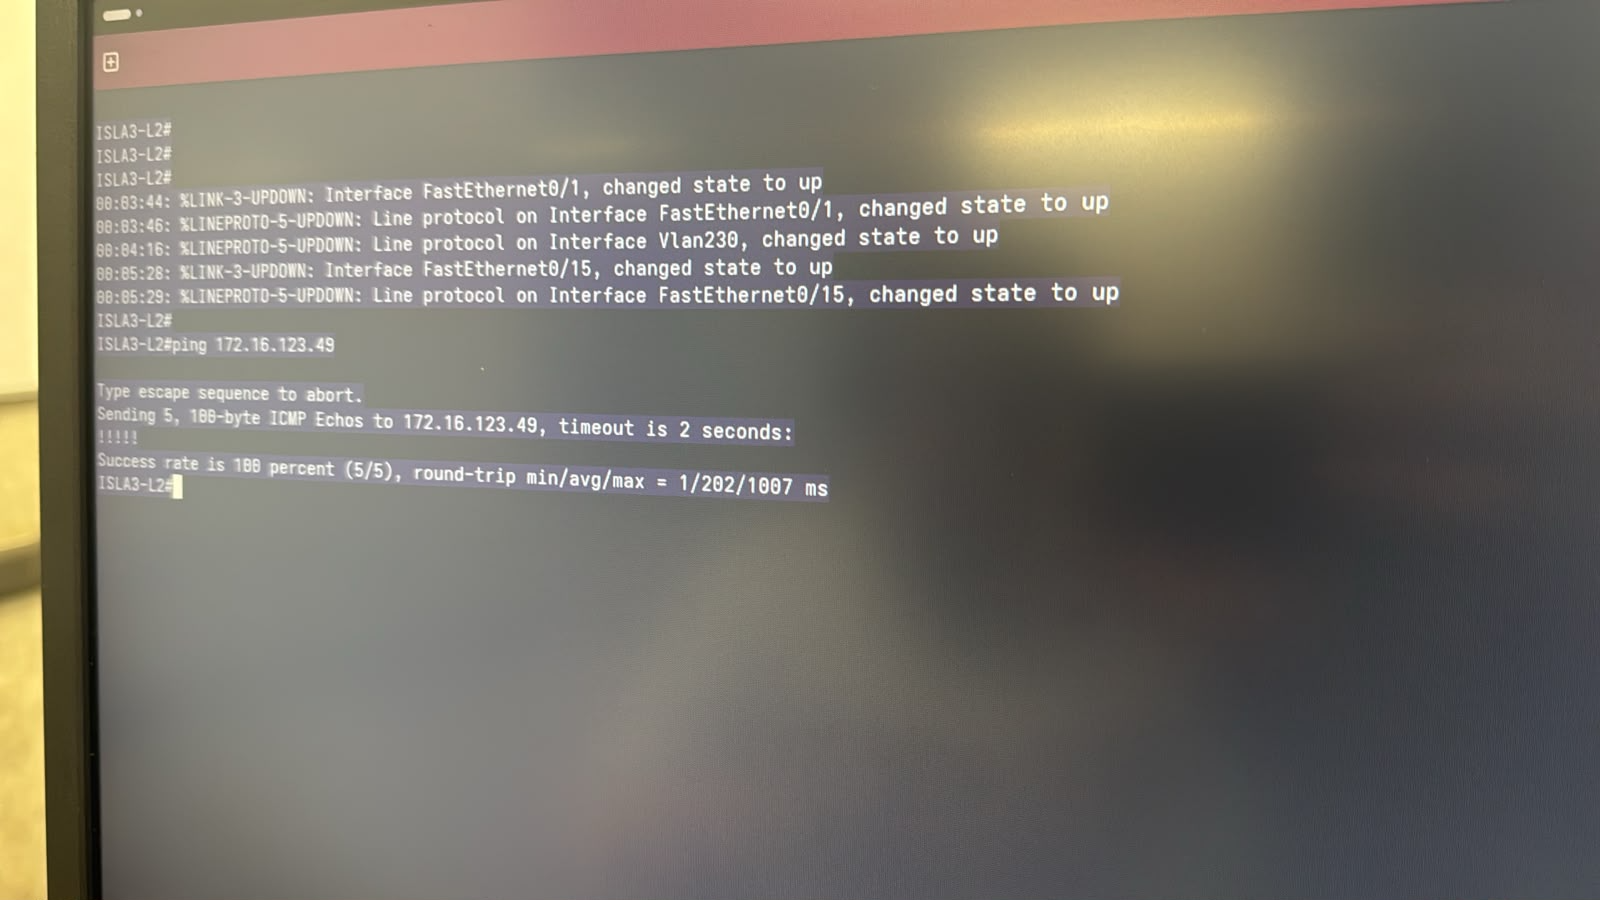 ISLA3-L2#
ISLA3-L2#
ISLA3-L2#
00:03:44: %LINK-3-UPDOWN: Interface FastEthernet0/1, changed state to up
00:03:46: %LINEPROTO-5-UPDOWN: Line protocol on Interface FastEthernet0/1, changed state to up
00:04:16: %LINEPROTO-5-UPDOWN: Line protocol on Interface Vlan230, changed state to up
00:05:28: %LINK-3-UPDOWN: Interface FastEthernet0/15, changed state to up
00:05:29: %LINEPROTO-5-UPDOWN: Line protocol on Interface FastEthernet0/15, changed state to up
ISLA3-L2#
ISLA3-L2#ping 172.16.123.49
Type escape sequence to abort.
Sending 5, 100-byte ICMP Echos to 172.16.123.49, timeout is 2 seconds:
!!!!!
Success rate is 100 percent (5/5), round-trip min/avg/max = 1/202/1007 ms
ISLA3-L2#